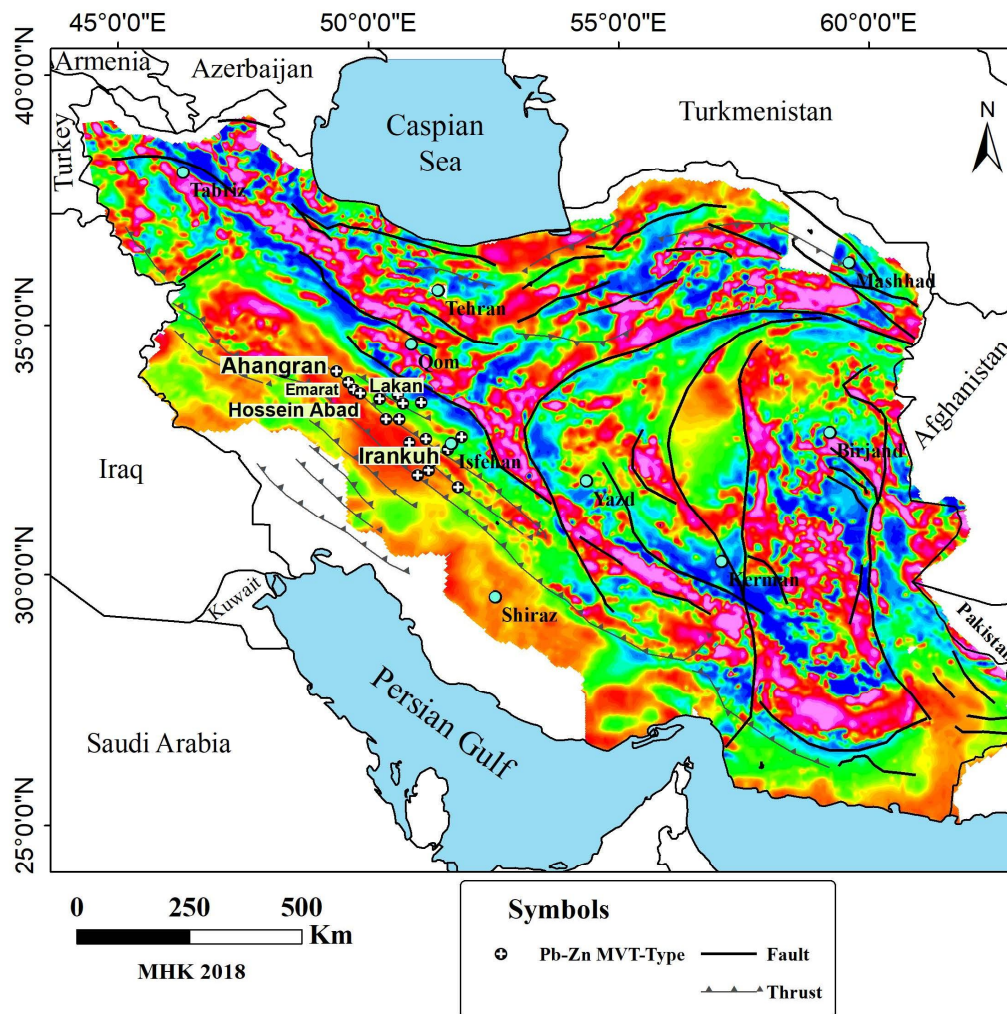 45°0'0"E 50°0'0"E 55°0'0"E 60°0'0"E
40°0'0"N
35°0'0"N
30°0'0"N
25°0'0"N
Armenia
Azerbaijan
Turkey
Caspian
Sea
Turkmenistan
N
Tabriz
Mashhad
Tehran
Qom
Ahangran
Emarat
Lakan
Hossein Abad
Irankuh
Isfehan
Birjand
Afghanistan
Iraq
Yazd
Kerman
Kuwait
Shiraz
Pakistan
Persian Gulf
Saudi Arabia
0 250 500
Km
MHK 2018
Symbols
Pb-Zn MVT-Type
Fault
Thrust